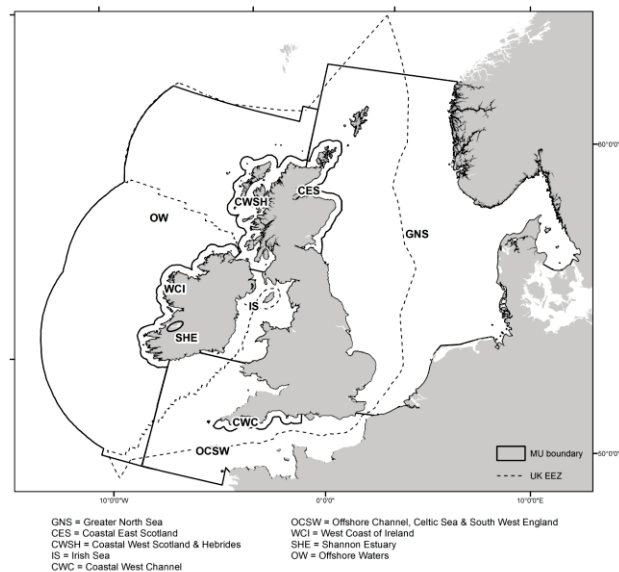 60°0'0"
CWSH
CES
OW
GNS
WCI
IS
SHE
CWC
OCSW
MU boundary
UK EEZ
50°0'0"
10°0'0"W
0°0'0"
10°0'0"E
GNS = Greater North Sea
CES = Coastal East Scotland
CWSH = Coastal West Scotland & Hebrides
IS = Irish Sea
CWC = Coastal West Channel
OCSW = Offshore Channel, Celtic Sea & South West England
WCI = West Coast of Ireland
SHE = Shannon Estuary
OW = Offshore Waters